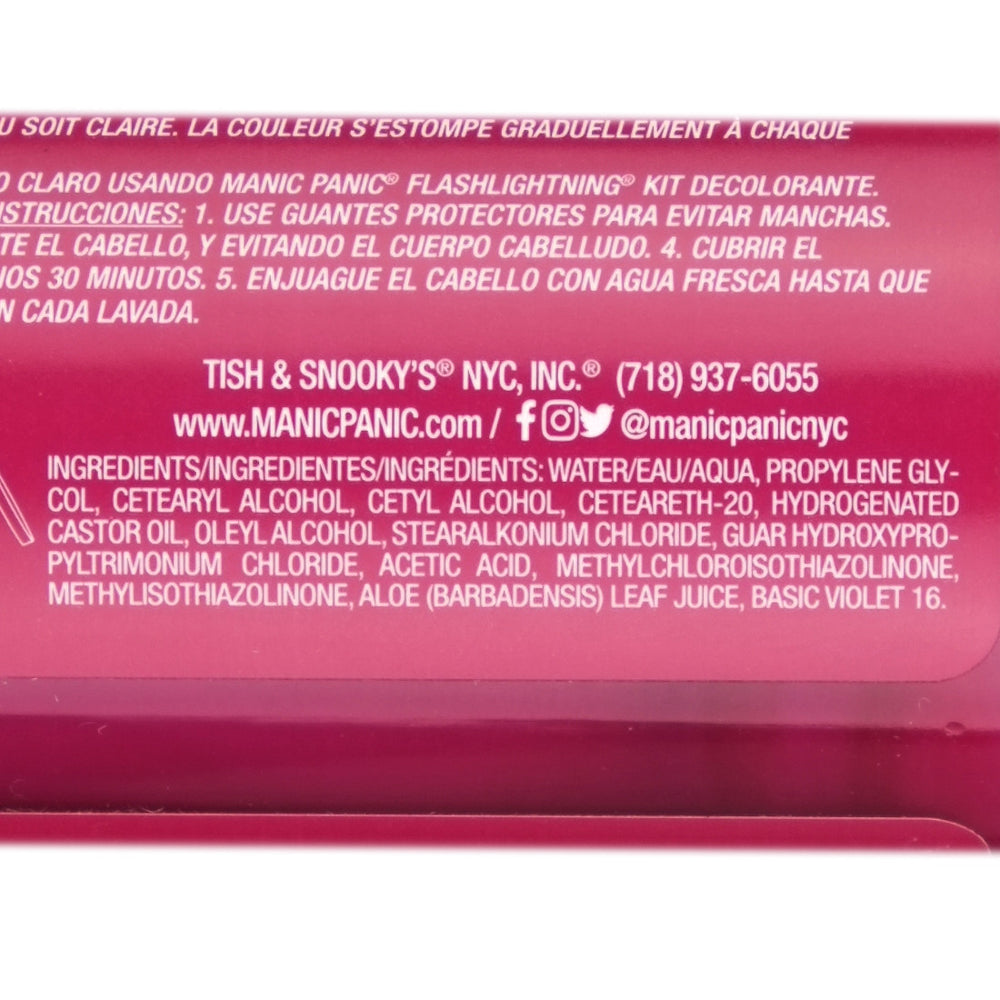 U SOIT CLAIRE. LA COULEUR S'ESTOMPE GRADUELLEMENT À CHAQUE
O CLARO USANDO MANIC PANIC® FLASHLIGHTNING® KIT DECOLORANTE.
NSTRUCCIONES: 1. USE GUANTES PROTECTORES PARA EVITAR MANCHAS.
TE EL CABELLO, Y EVITANDO EL CUERPO CABELLUDO. 4. CUBRIR EL
NOS 30 MINUTOS. 5. ENJUAGUE EL CABELLO CON AGUA FRESCA HASTA QUE
N CADA LAVADA.
TISH & SNOOKY'S® NYC, INC.® (718) 937-6055
www.MANICPANIC.com / @manicpanicnyc
INGREDIENTS/INGREDIENTES/INGRÉDIENTS: WATER/EAU/AQUA, PROPYLENE GLY-
COL, CETEARYL ALCOHOL, CETYL ALCOHOL, CETEARETH-20, HYDROGENATED
CASTOR OIL, OLEYL ALCOHOL, STEARALKONIUM CHLORIDE, GUAR HYDROXYPRO-
PYLTRIMONIUM CHLORIDE, ACETIC ACID, METHYLCHLOROISOTHIAZOLINONE,
METHYLISOTHIAZOLINONE, ALOE (BARBADENSIS) LEAF JUICE, BASIC VIOLET 16.